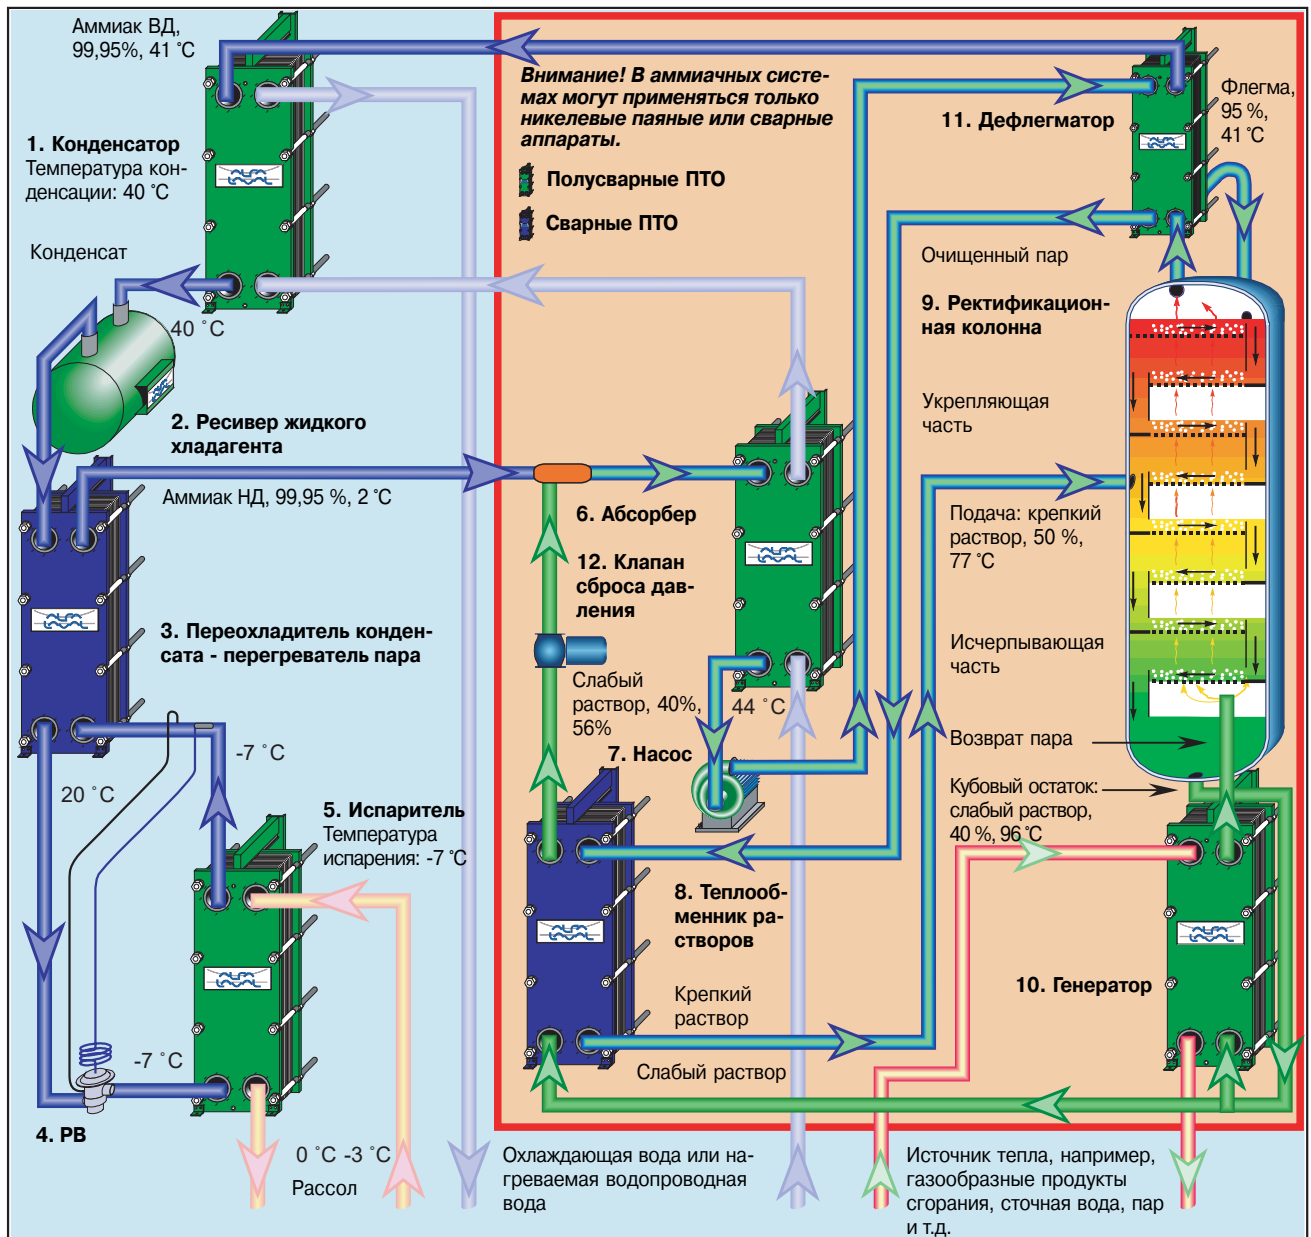 Аммиак ВД,
99,95%, 41 ˚C
1. Конденсатор
Температура кон-
денсации: 40 ˚C
Конденсат
40 ˚C
2. Ресивер жидкого
хладагента
Аммиак НД, 99,95 %, 2 ˚C
3. Переохладитель конден-
сата - перегреватель пара
-7 ˚C
20 ˚C
5. Испаритель
Температура
испарения: -7 ˚C
-7 ˚C
4. РВ
0 ˚C -3 ˚C
Рассол
Внимание! В аммиачных систе-
мах могут применяться только
никелевые паяные или сварные
аппараты.
Полусварные ПТО
Сварные ПТО
11. Дефлегматор
Флегма,
95 %,
41 ˚C
Очищенный пар
9. Ректификацион-
ная колонна
Укрепляющая
часть
6. Абсорбер
12. Клапан
сброса дав-
ления
Подача: крепкий
раствор, 50 %,
77 ˚C
Исчерпывающая
часть
Слабый
раствор, 40%,
56%
44 ˚C
7. Насос
Возврат пара
Кубовый остаток:
слабый раствор,
40 %, 96 ˚C
8. Теплооб-
менник ра-
створов
Крепкий
раствор
10. Генератор
Слабый раствор
Охлаждающая вода или на-
греваемая водопроводная
вода
Источник тепла, например,
газообразные продукты
сгорания, сточная вода, пар
и т.д.